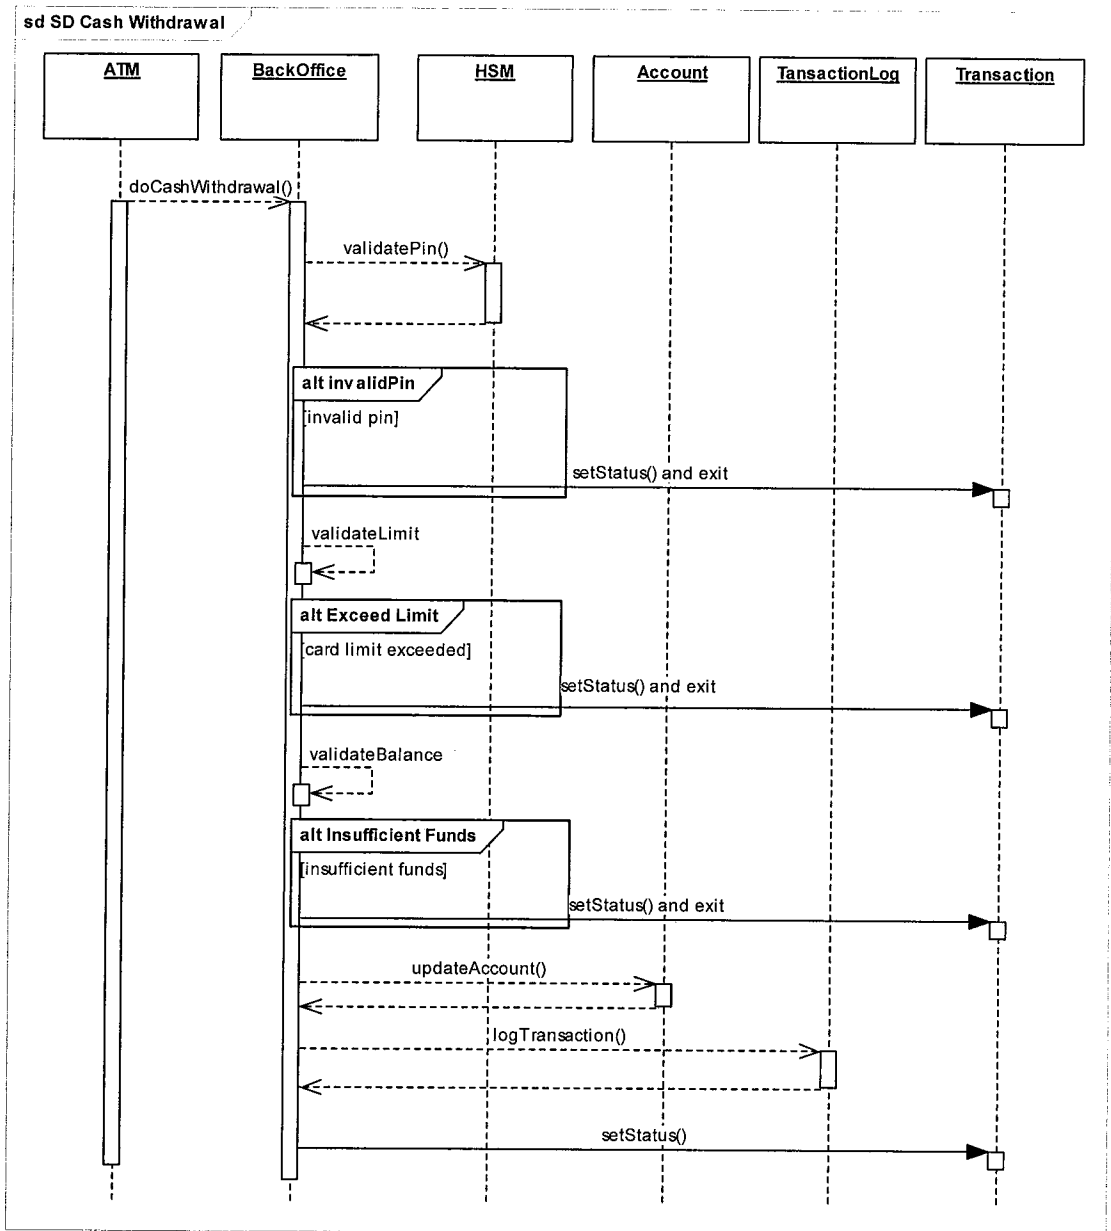 sd SD Cash Withdrawal
ATM
BackOffice
HSM
Account
TansactionLog
Transaction
doCashWithdrawal()
validatePin()
alt invalidPin
[invalid pin]
setStatus() and exit
validateLimit
alt Exceed Limit
[card limit exceeded]
setStatus() and exit
validateBalance
alt Insufficient Funds
[insufficient funds]
setStatus() and exit
updateAccount()
logTransaction()
setStatus()